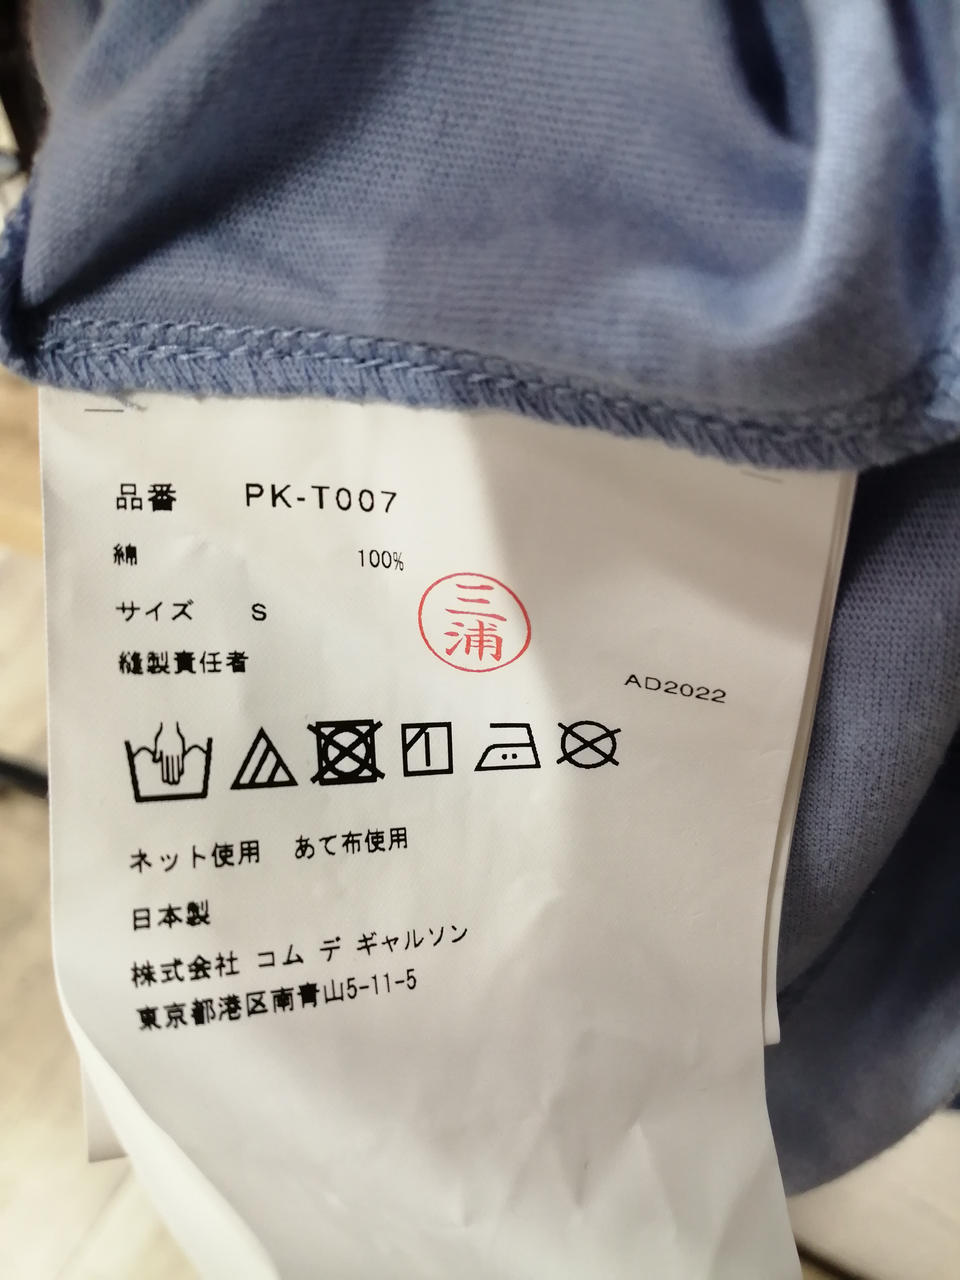 品番 PK-T007
綿 100%
サイズ S
三浦
縫製責任者
AD2022
ネット使用 あて布使用
日本製
株式会社 コム デ ギャルソン
東京都港区南青山5-11-5